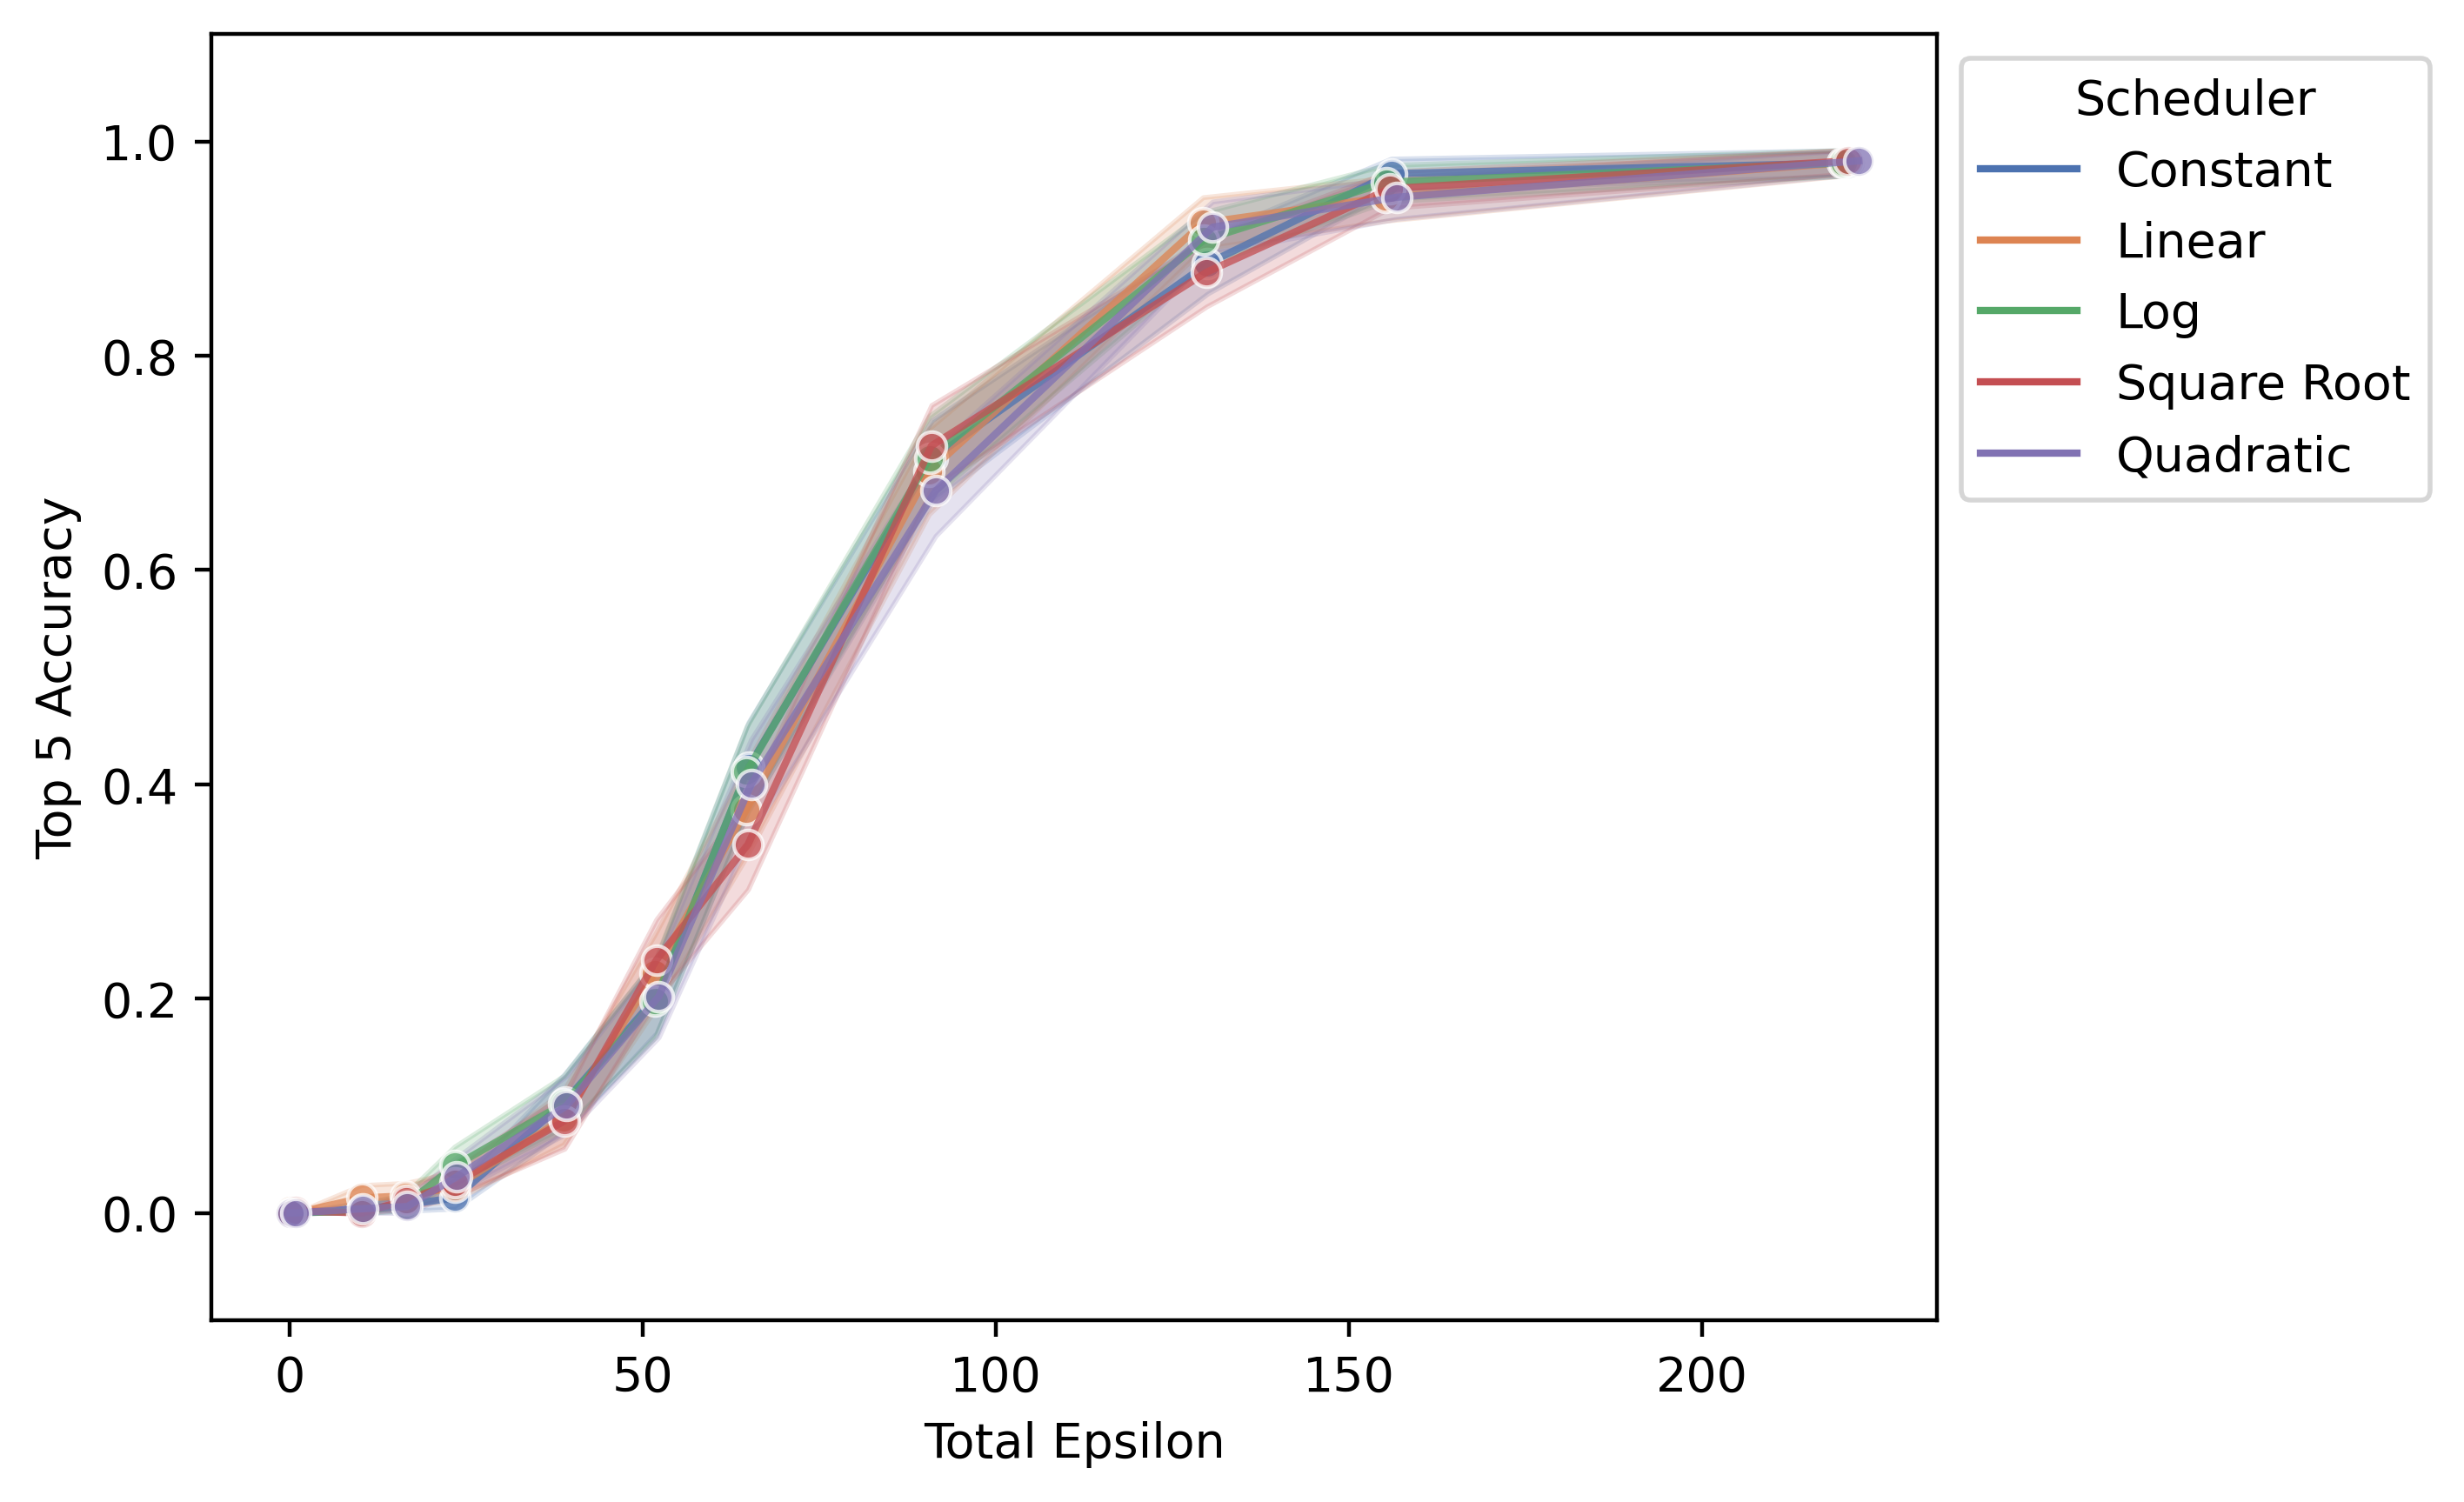 Top 5 Accuracy
1.0
0.8
0.6
0.4
0.2
0.0
0
50
100
150
200
Total Epsilon
Scheduler
Constant
Linear
Log
Square Root
Quadratic